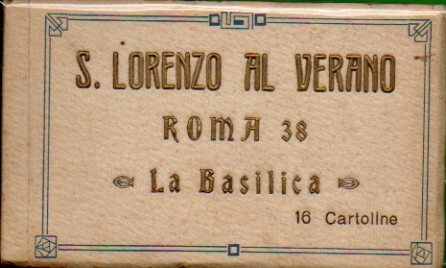 S. LORENZO AL VERANO
ROMA 38
La Basilica
16 Cartoline